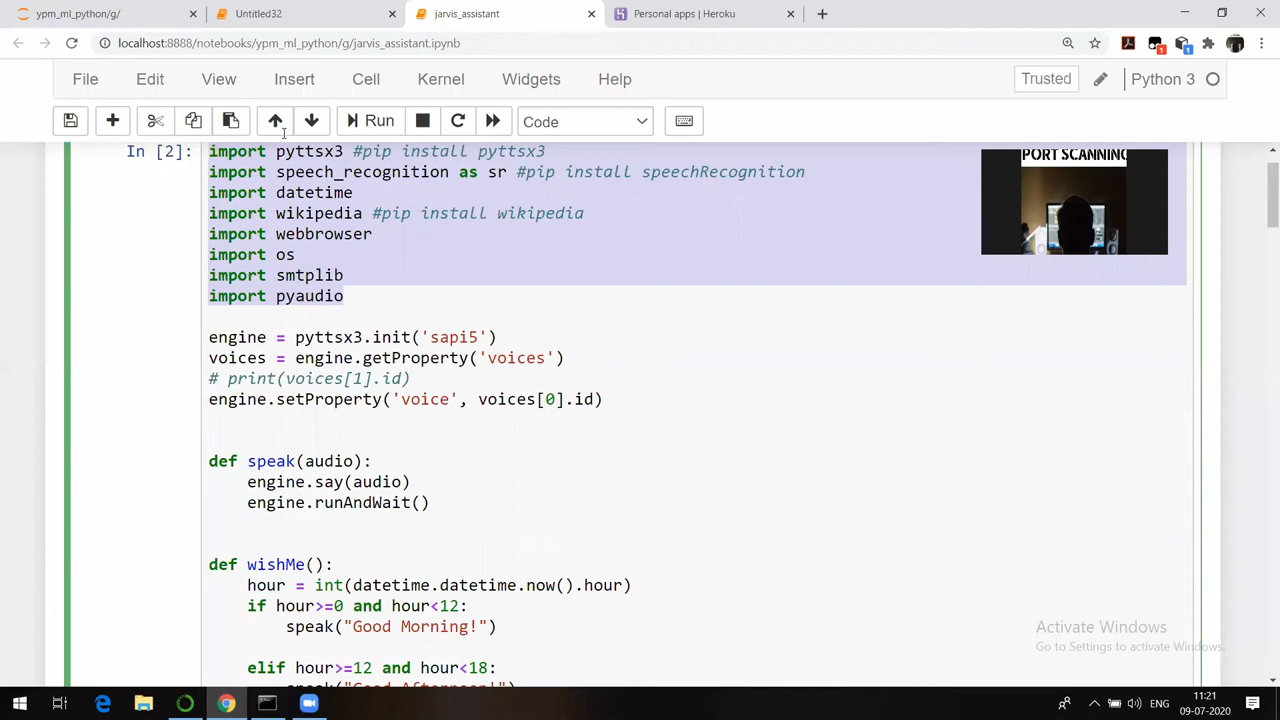 ypm_ml_python/g/
Untitled32
jarvis_assistant
Personal apps | Heroku
localhost:8888/notebooks/ypm_ml_python/g/jarvis_assistant.ipynb
1
1
File Edit View Insert Cell Kernel Widgets Help
Trusted
Python 3
Run
Code
In [2]:
import pyttsx3 #pip install pyttsx3
import speech_recognition as sr #pip install speechRecognition
import datetime
import wikipedia #pip install wikipedia
import webbrowser
import os
import smtplib
import pyaudio
PORT SCANNING
engine = pyttsx3.init('sapi5')
voices = engine.getProperty('voices')
# print(voices[1].id)
engine.setProperty('voice', voices[0].id)
def speak(audio):
engine.say(audio)
engine.runAndWait()
def wishMe():
hour = int(datetime.datetime.now().hour)
if hour>=0 and hour<12:
speak("Good Morning!")
elif hour>=12 and hour<18:
speak("Good Afternoon!")
Activate Windows
Go to Settings to activate Windows.
ENG
11:21
09-07-2020